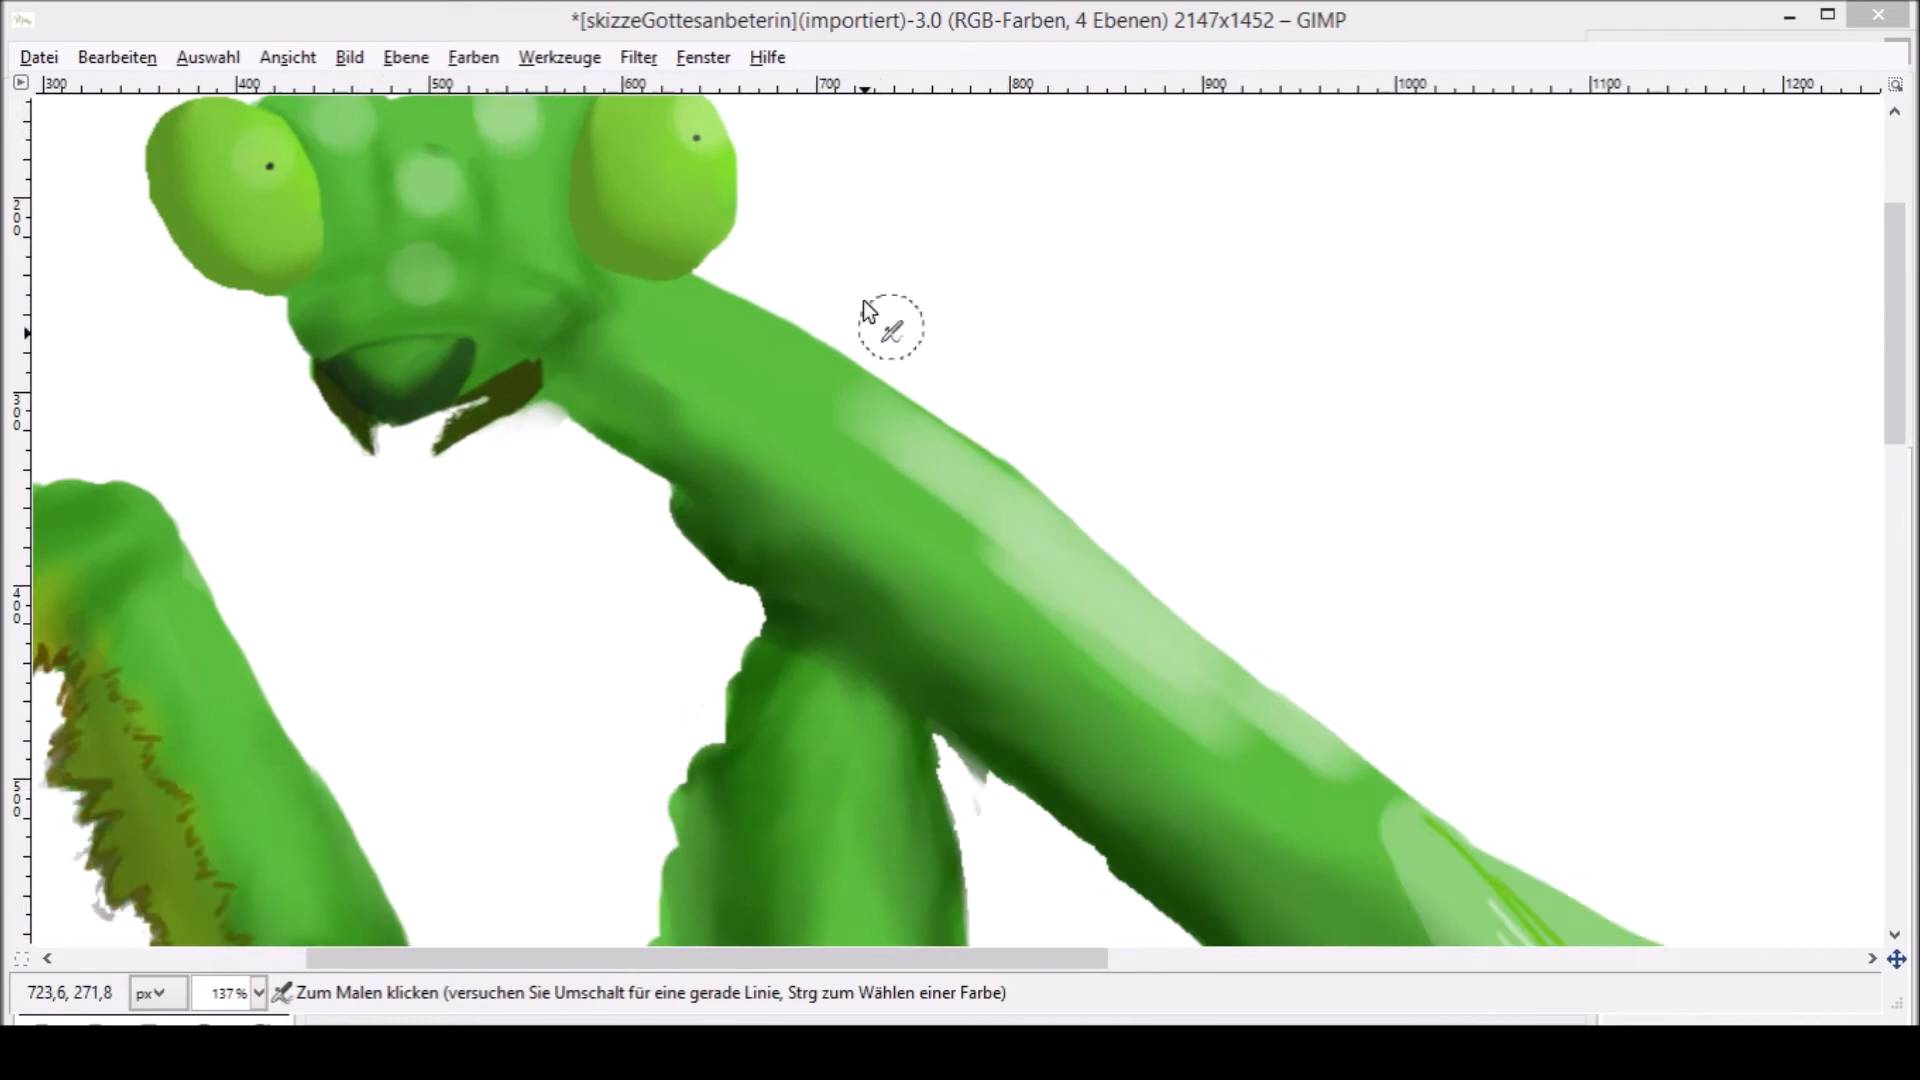 *[skizzeGottesanbeterin](importiert)-3.0 (RGB-Farben, 4 Ebenen) 2147x1452 – GIMP
Datei Bearbeiten Auswahl Ansicht Bild Ebene Farben Werkzeuge Filter Fenster Hilfe
300 400 500 600 700 800 900 1000 1100 1200
200
300
400
500
723,6, 271,8 px 137% Zum Malen klicken (versuchen Sie Umschalt für eine gerade Linie, Strg zum Wählen einer Farbe)